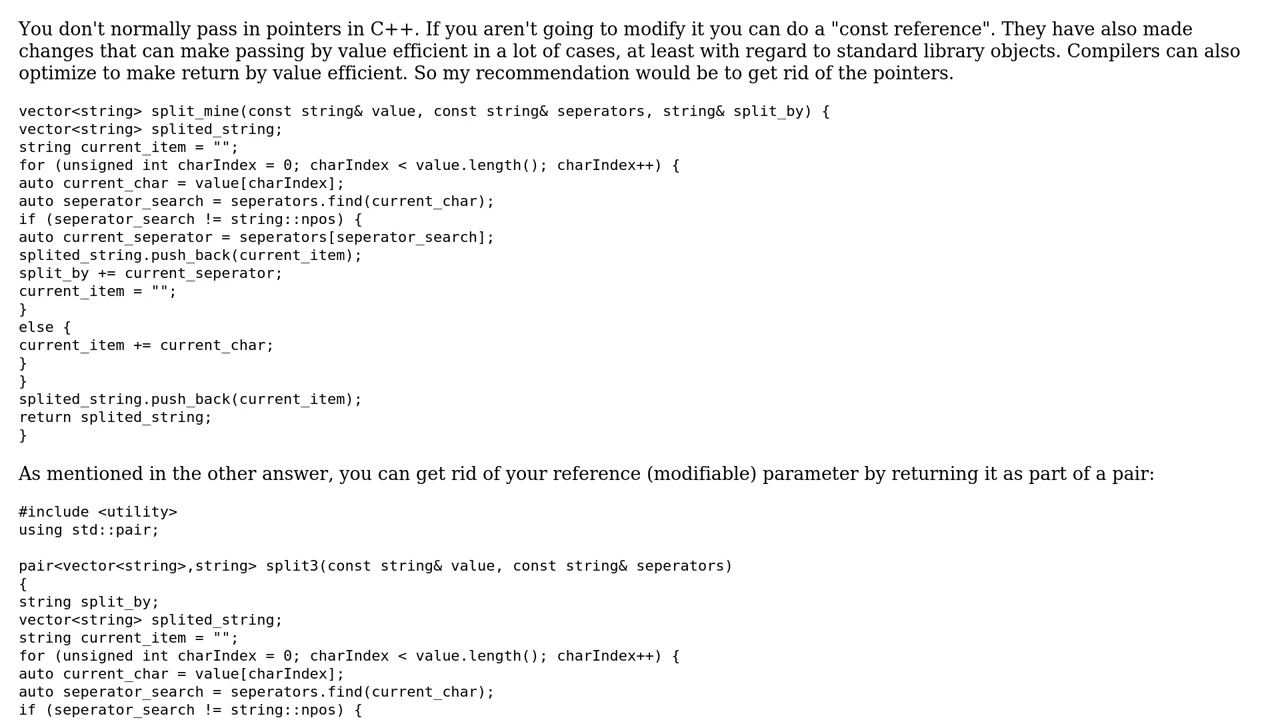 You don't normally pass in pointers in C++. If you aren't going to modify it you can do a "const reference". They have also made
changes that can make passing by value efficient in a lot of cases, at least with regard to standard library objects. Compilers can also
optimize to make return by value efficient. So my recommendation would be to get rid of the pointers.
vector<string> split_mine(const string& value, const string& seperators, string& split_by) {
vector<string> splited_string;
string current_item = "";
for (unsigned int charIndex = 0; charIndex < value.length(); charIndex++) {
auto current_char = value[charIndex];
auto seperator_search = seperators.find(current_char);
if (seperator_search != string::npos) {
auto current_seperator = seperators[seperator_search];
splited_string.push_back(current_item);
split_by += current_seperator;
current_item = "";
}
else {
current_item += current_char;
}
}
splited_string.push_back(current_item);
return splited_string;
}
As mentioned in the other answer, you can get rid of your reference (modifiable) parameter by returning it as part of a pair:
#include <utility>
using std::pair;
pair<vector<string>,string> split3(const string& value, const string& seperators)
{
string split_by;
vector<string> splited_string;
string current_item = "";
for (unsigned int charIndex = 0; charIndex < value.length(); charIndex++) {
auto current_char = value[charIndex];
auto seperator_search = seperators.find(current_char);
if (seperator_search != string::npos) {